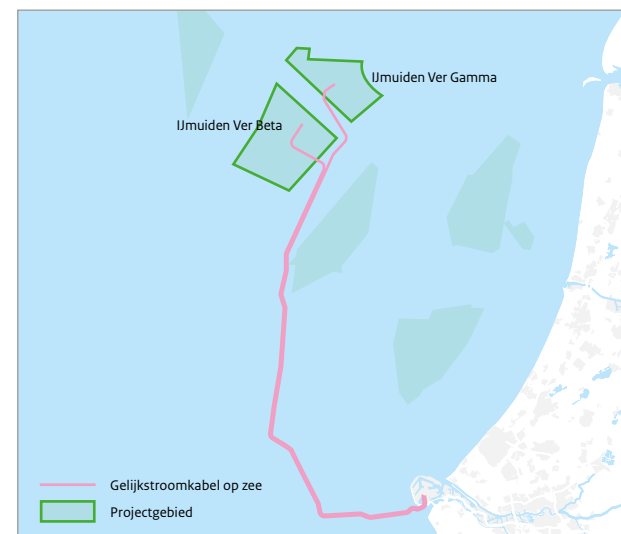 IJmuiden Ver Gamma
IJmuiden Ver Beta
Gelijkstroomkabel op zee
Projectgebied